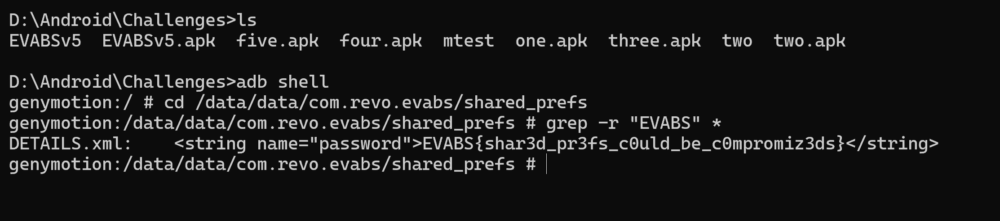 D:\Android\Challenges>ls
EVABSv5  EVABSv5.apk  five.apk  four.apk  mtest  one.apk  three.apk  two  two.apk
D:\Android\Challenges>adb shell
genymotion:/ # cd /data/data/com.revo.evabs/shared_prefs
genymotion:/data/data/com.revo.evabs/shared_prefs # grep -r "EVABS" *
DETAILS.xml:    <string name="password">EVABS{shar3d_pr3fs_c0uld_be_c0mpromiz3ds}</string>
genymotion:/data/data/com.revo.evabs/shared_prefs #